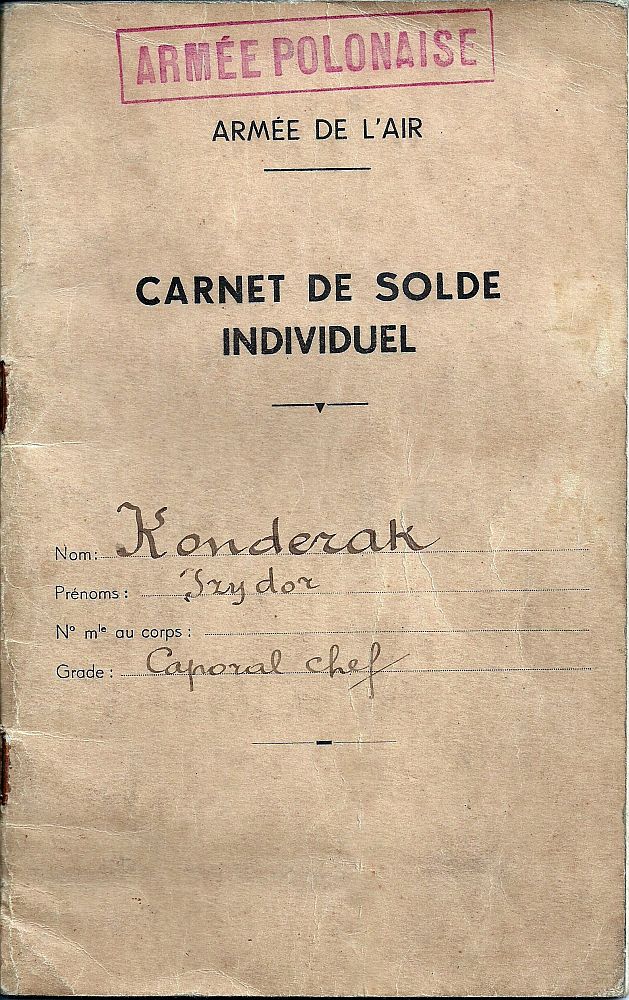 ARMÉE POLONAISE
ARMÉE DE L'AIR
CARNET DE SOLDE
INDIVIDUEL
Nom: Konderak
Prénoms: Izydor
N° mle au corps:
Grade: Caporal chef